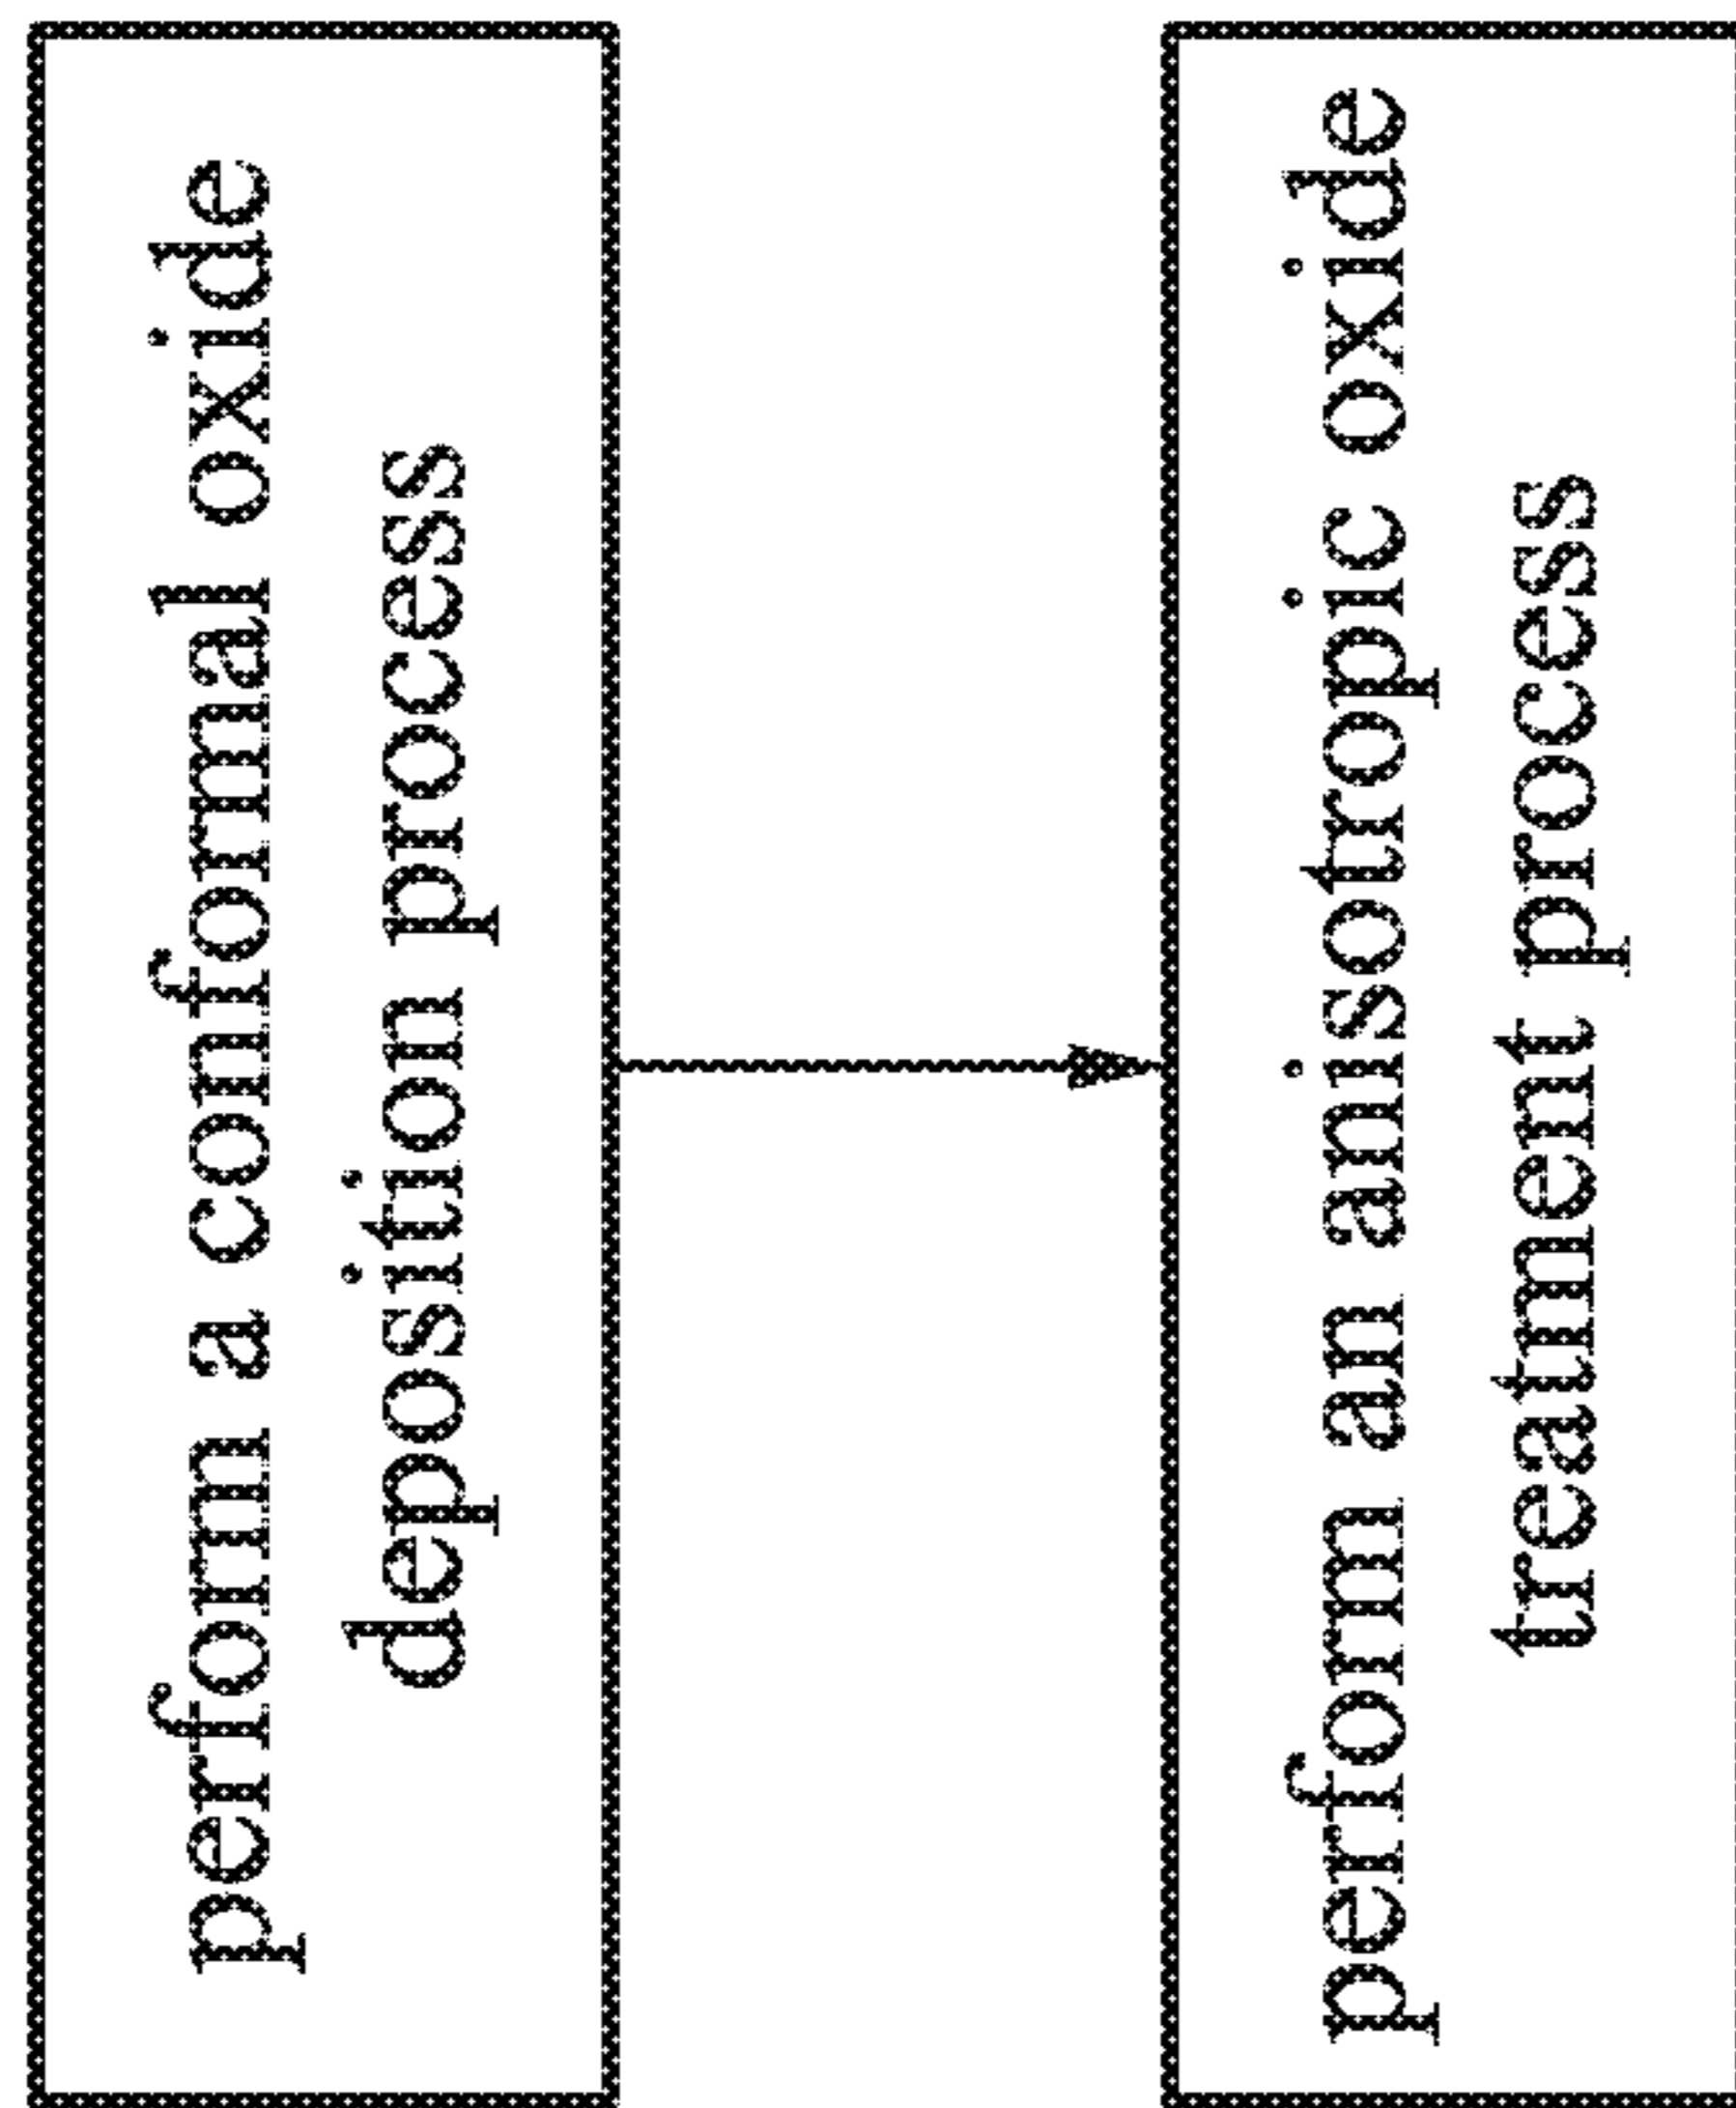 perform a conformal oxide
deposition process
perform an anisotropic oxide
treatment process